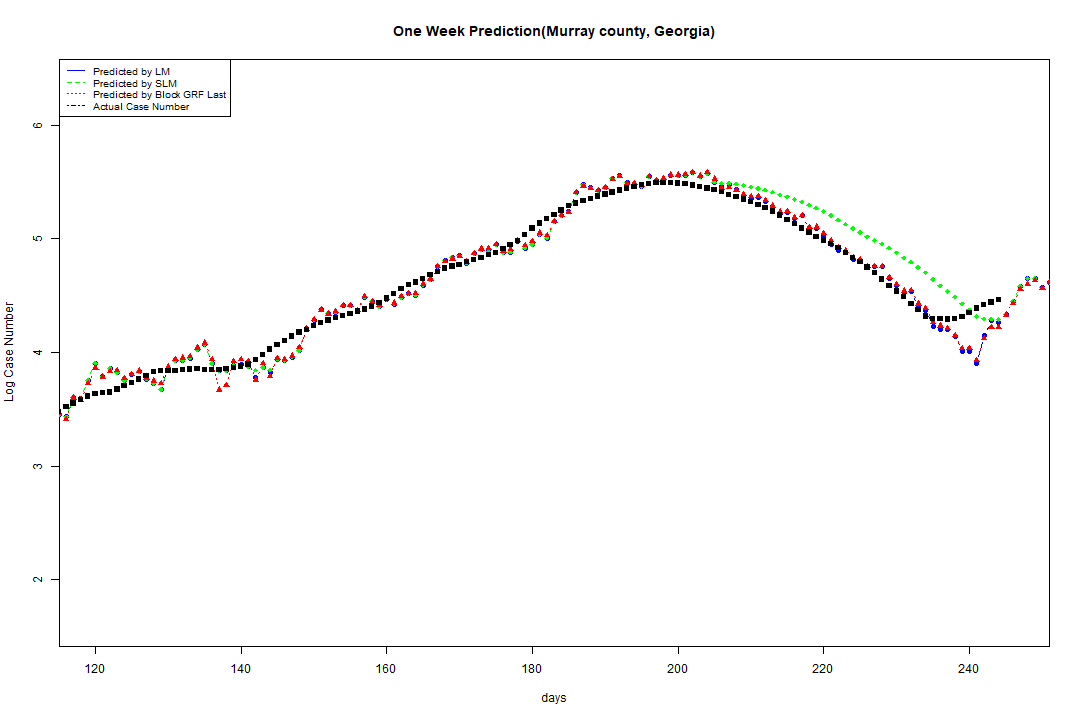 One Week Prediction(Murray county, Georgia)
Predicted by LM
Predicted by SLM
Predicted by Block GRF Last
Actual Case Number
6
5
4
3
2
Log Case Number
120 140 160 180 200 220 240
days